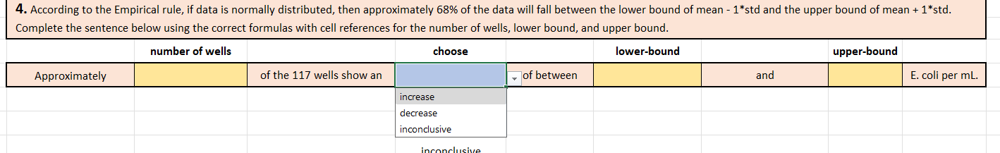 4. According to the Empirical rule, if data is normally distributed, then approximately 68% of the data will fall between the lower bound of mean - 1*std and the upper bound of mean + 1*std.
Complete the sentence below using the correct formulas with cell references for the number of wells, lower bound, and upper bound.
number of wells choose lower-bound upper-bound
Approximately of the 117 wells show an of between and E. coli per mL.
increase
decrease
inconclusive
inconclusive